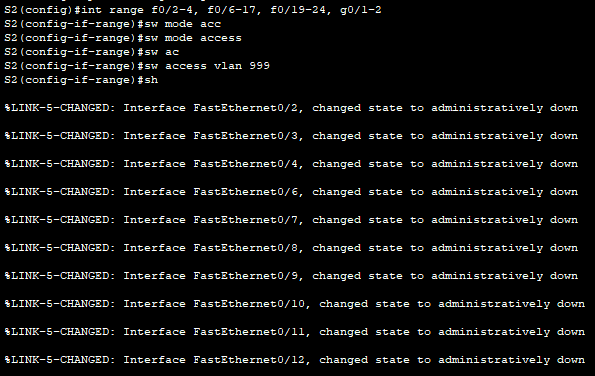 S2(config)#int range f0/2-4, f0/6-17, f0/19-24, g0/1-2
S2(config-if-range)#sw mode acc
S2(config-if-range)#sw mode access
S2(config-if-range)#sw ac
S2(config-if-range)#sw access vlan 999
S2(config-if-range)#sh
%LINK-5-CHANGED: Interface FastEthernet0/2, changed state to administratively down
%LINK-5-CHANGED: Interface FastEthernet0/3, changed state to administratively down
%LINK-5-CHANGED: Interface FastEthernet0/4, changed state to administratively down
%LINK-5-CHANGED: Interface FastEthernet0/6, changed state to administratively down
%LINK-5-CHANGED: Interface FastEthernet0/7, changed state to administratively down
%LINK-5-CHANGED: Interface FastEthernet0/8, changed state to administratively down
%LINK-5-CHANGED: Interface FastEthernet0/9, changed state to administratively down
%LINK-5-CHANGED: Interface FastEthernet0/10, changed state to administratively down
%LINK-5-CHANGED: Interface FastEthernet0/11, changed state to administratively down
%LINK-5-CHANGED: Interface FastEthernet0/12, changed state to administratively down